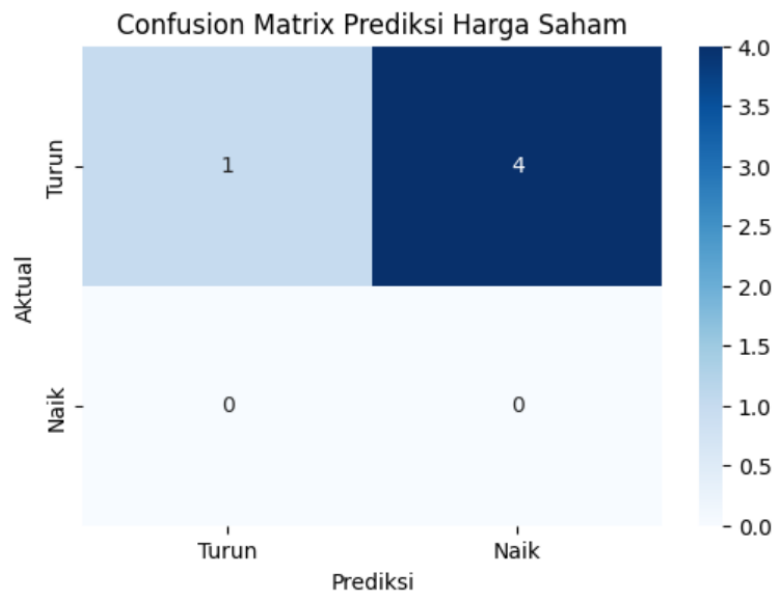 Confusion Matrix Prediksi Harga Saham
Turun
1
4
Aktual
Naik
0
0
Turun
Naik
Prediksi
4.0
3.5
3.0
2.5
2.0
1.5
1.0
0.5
0.0